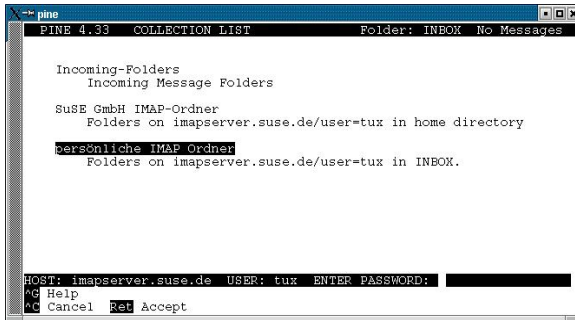 pine
PINE 4.33 COLLECTION LIST Folder: INBOX No Messages
Incoming-Folders
Incoming Message Folders
SuSE GmbH IMAP-Ordner
Folders on imapserver.suse.de/user=tux in home directory
persönliche IMAP Ordner
Folders on imapserver.suse.de/user=tux in INBOX.
HOST: imapserver.suse.de USER: tux ENTER PASSWORD:
^G Help
^C Cancel Ret Accept